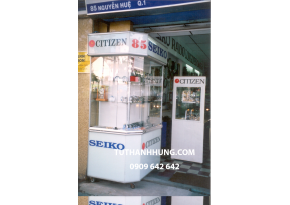 85 NGUYỄN HUỆ Q.1
CITIZEN 85 SEIKO
CITIZEN
SEIKO
TUTHANHHUNG.COM
0909 642 642